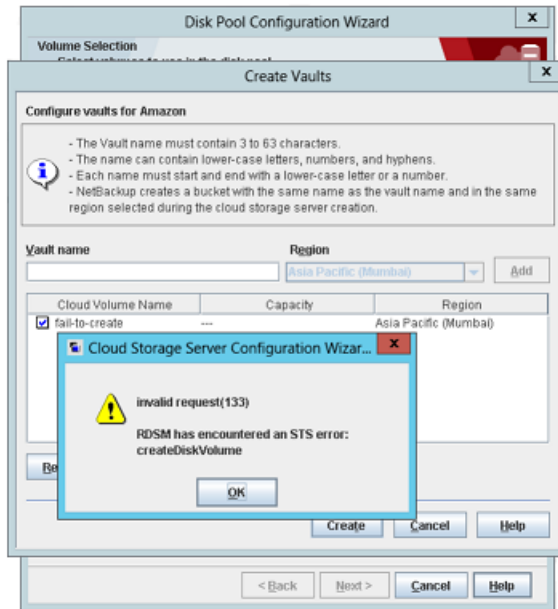 Disk Pool Configuration Wizard
x
Volume Selection
Create Vaults
x
Configure vaults for Amazon
- The Vault name must contain 3 to 63 characters.
- The name can contain lower-case letters, numbers, and hyphens.
- Each name must start and end with a lower-case letter or a number.
- NetBackup creates a bucket with the same name as the vault name and in the same
region selected during the cloud storage server creation.
Vault name
Region
Asia Pacific (Mumbai)
Add
Cloud Volume Name
Capacity
Region
fail-to-create
---
Asia Pacific (Mumbai)
Cloud Storage Server Configuration Wizar...
x
invalid request(133)
RDSM has encountered an STS error:
createDiskVolume
OK
Create
Cancel
Help
< Back
Next >
Cancel
Help